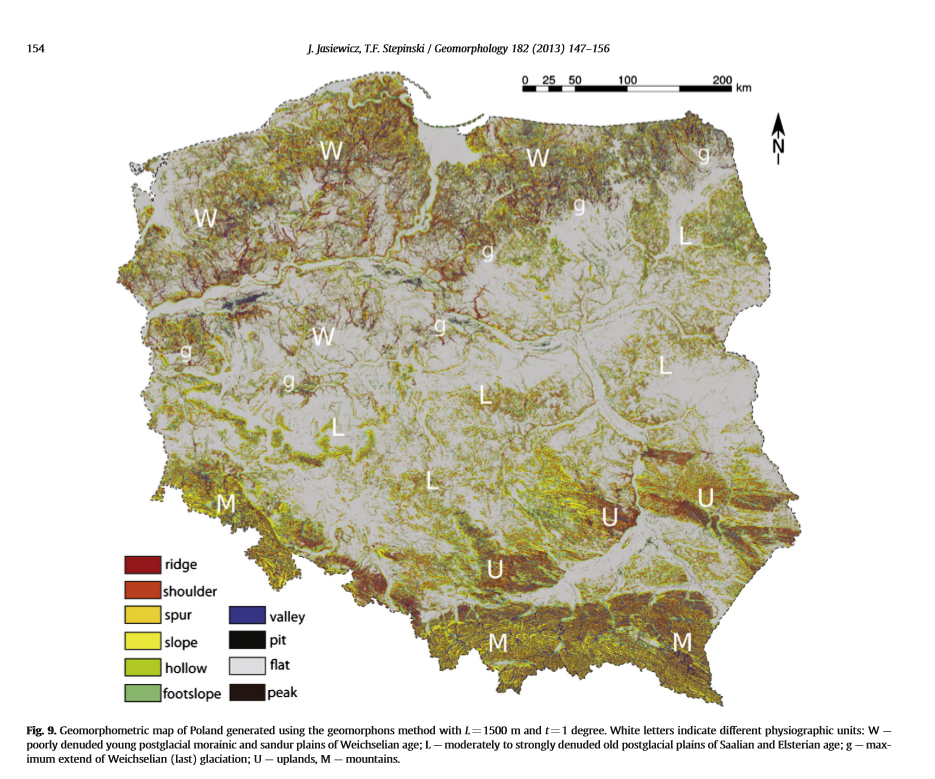 154
J. Jasiewicz, T.F. Stepinski / Geomorphology 182 (2013) 147–156
0 25 50 100 200 km
N
W
W
g
W
g
L
g
g
W
g
L
g
L
L
L
M
U
U
U
M
M
ridge
shoulder
spur
slope
hollow
footslope
valley
pit
flat
peak
Fig. 9. Geomorphometric map of Poland generated using the geomorphons method with L=1500 m and t=1 degree. White letters indicate different physiographic units: W —
poorly denuded young postglacial morainic and sandur plains of Weichselian age; L — moderately to strongly denuded old postglacial plains of Saalian and Elsterian age; g — max-
imum extend of Weichselian (last) glaciation; U — uplands, M — mountains.